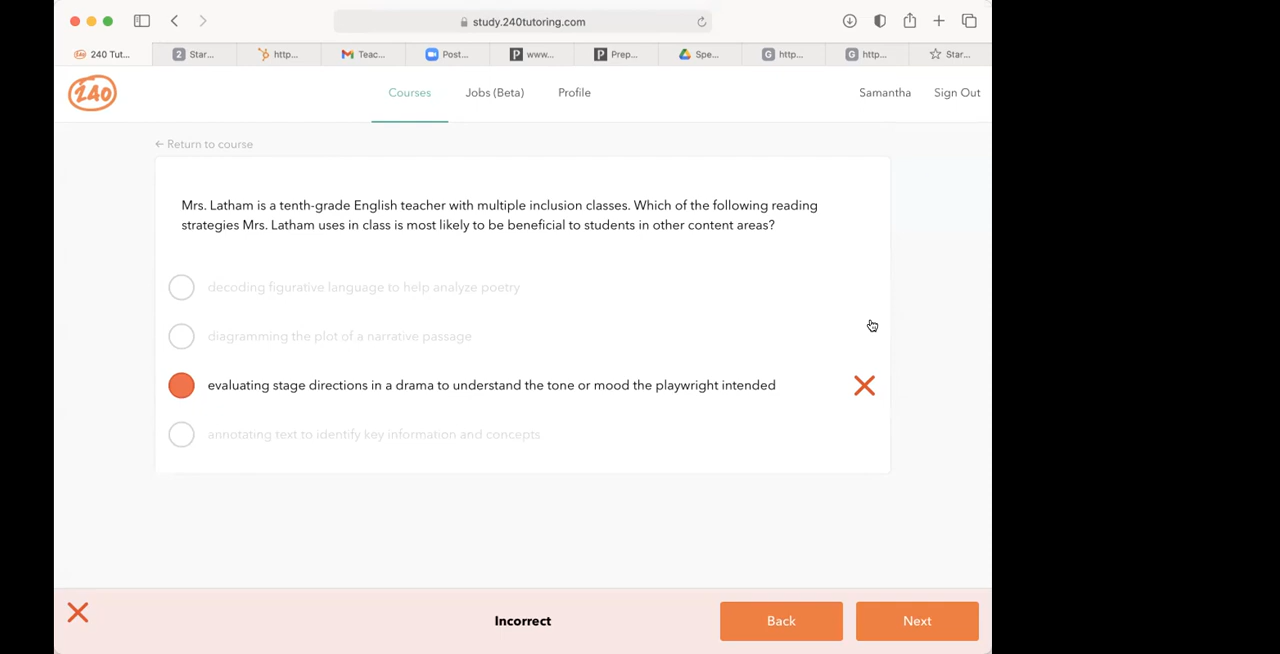 study.240tutoring.com
240 Tut...
2 Star...
http...
Teac...
Post...
P www...
P Prep...
Spe...
G http...
G http...
Star...
240
Courses
Jobs (Beta)
Profile
Samantha
Sign Out
← Return to course
Mrs. Latham is a tenth-grade English teacher with multiple inclusion classes. Which of the following reading
strategies Mrs. Latham uses in class is most likely to be beneficial to students in other content areas?
decoding figurative language to help analyze poetry
diagramming the plot of a narrative passage
evaluating stage directions in a drama to understand the tone or mood the playwright intended
annotating text to identify key information and concepts
Incorrect
Back
Next